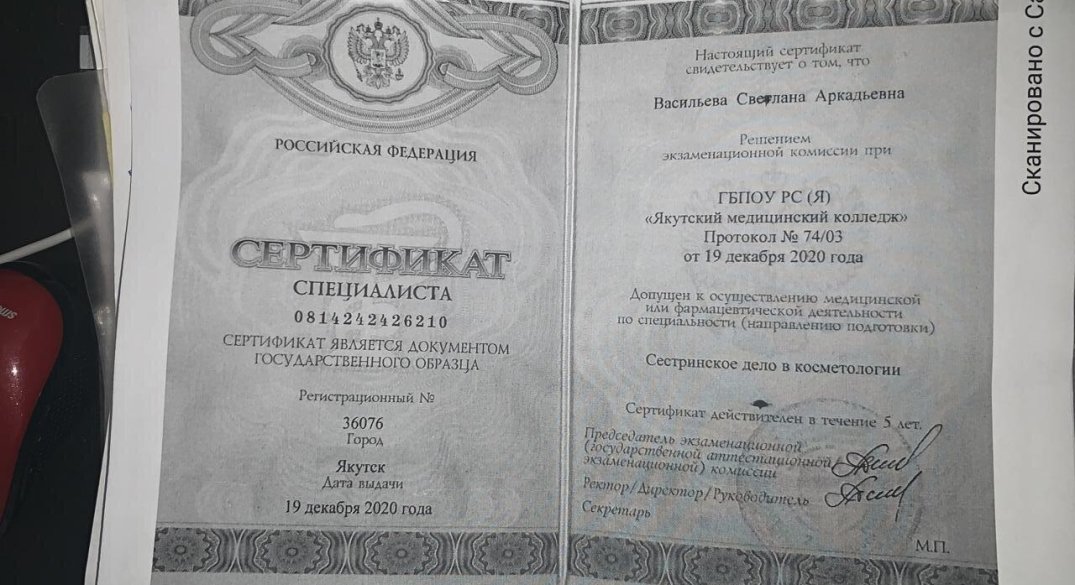 РОССИЙСКАЯ ФЕДЕРАЦИЯ
СЕРТИФИКАТ
СПЕЦИАЛИСТА
0814242426210
СЕРТИФИКАТ ЯВЛЯЕТСЯ ДОКУМЕНТОМ
ГОСУДАРСТВЕННОГО ОБРАЗЦА
Регистрационный №
36076
Город
Якутск
Дата выдачи
19 декабря 2020 года
Настоящий сертификат
свидетельствует о том, что
Васильева Светлана Аркадьевна
Решением
экзаменационной комиссии при
ГБПОУ РС (Я)
«Якутский медицинский колледж»
Протокол № 74/03
от 19 декабря 2020 года
Допущен к осуществлению медицинской
или фармацевтической деятельности
по специальности (направлению подготовки)
Сестринское дело в косметологии
Сертификат действителен в течение 5 лет.
Председатель экзаменационной
(государственной аттестационной/
экзаменационной) комиссии
Ректор/Директор/Руководитель
Секретарь
М.П.
Сканировано с